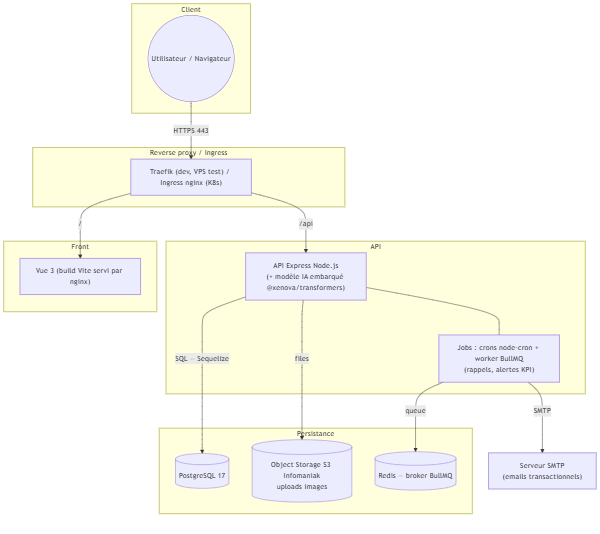 Client
Utilisateur / Navigateur
HTTPS 443
Reverse proxy / Ingress
Traefik (dev, VPS test) /
Ingress nginx (K8s)
/
/api
Front
Vue 3 (build Vite servi par
nginx)
API
API Express Node.js
(+ modèle IA embarqué
@xenova/transformers)
Jobs : crons node-cron +
worker BullMQ
(rappels, alertes KPI)
SQL — Sequelize
files
queue
SMTP
Persistance
PostgreSQL 17
Object Storage S3
Infomaniak
uploads images
Redis — broker BullMQ
Serveur SMTP
(emails transactionnels)